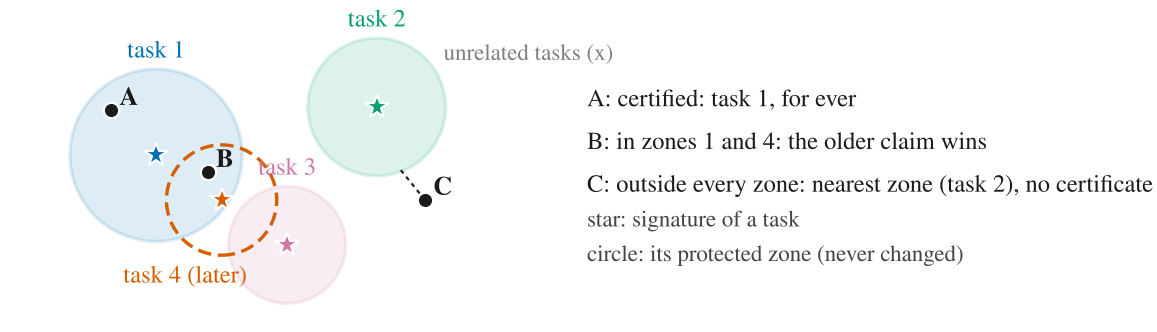 task 2
task 1
unrelated tasks (x)
A
A: certified: task 1, for ever
B: in zones 1 and 4: the older claim wins
B
task 3
C
C: outside every zone: nearest zone (task 2), no certificate
star: signature of a task
circle: its protected zone (never changed)
task 4 (later)